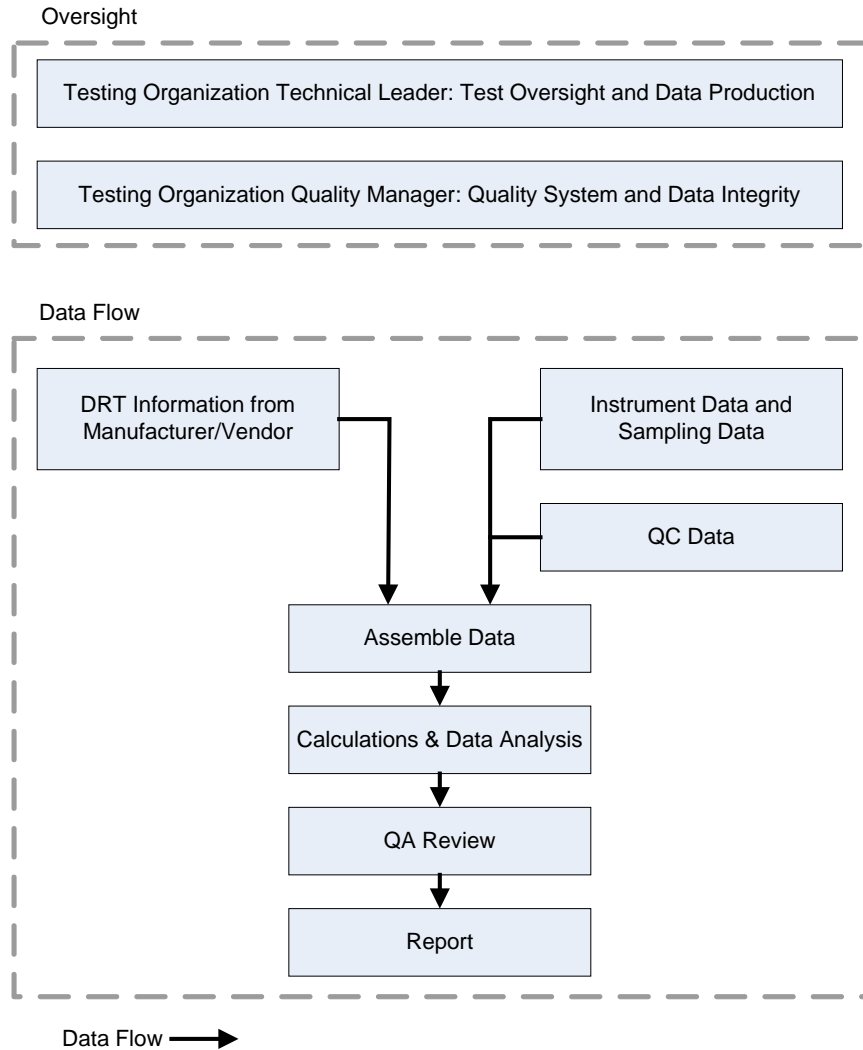 Oversight
Testing Organization Technical Leader: Test Oversight and Data Production
Testing Organization Quality Manager: Quality System and Data Integrity
Data Flow
DRT Information from
Manufacturer/Vendor
Instrument Data and
Sampling Data
QC Data
Assemble Data
Calculations & Data Analysis
QA Review
Report
Data Flow